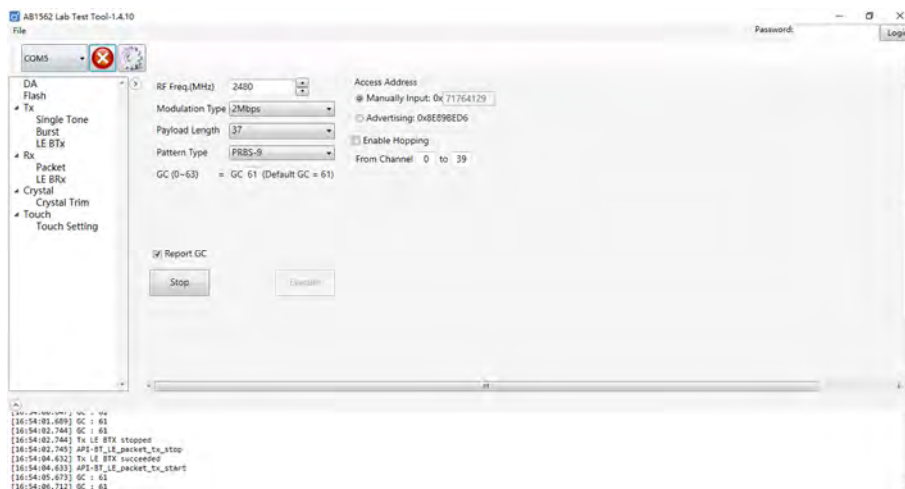 AB1562 Lab Test Tool-1.4.10
File
Password:
Login
COM5
DA
Flash
Tx
Single Tone
Burst
LE BTx
Rx
Packet
LE BRx
Crystal
Crystal Trim
Touch
Touch Setting
RF Freq.(MHz) 2480
Modulation Type 2Mbps
Payload Length 37
Pattern Type PRBS-9
GC (0~63) = GC 61 (Default GC = 61)
Access Address
Manually Input: 0x 71764129
Advertising: 0x8E89BED6
Enable Hopping
From Channel 0 to 39
Report GC
Stop
Execute
[16:54:01.689] GC : 61
[16:54:02.744] GC : 61
[16:54:02.744] Tx LE BTX stopped
[16:54:02.745] API-BT_LE_packet_tx_stop
[16:54:04.632] Tx LE BTX succeeded
[16:54:04.633] API-BT_LE_packet_tx_start
[16:54:05.673] GC : 61
[16:54:06.712] GC : 61